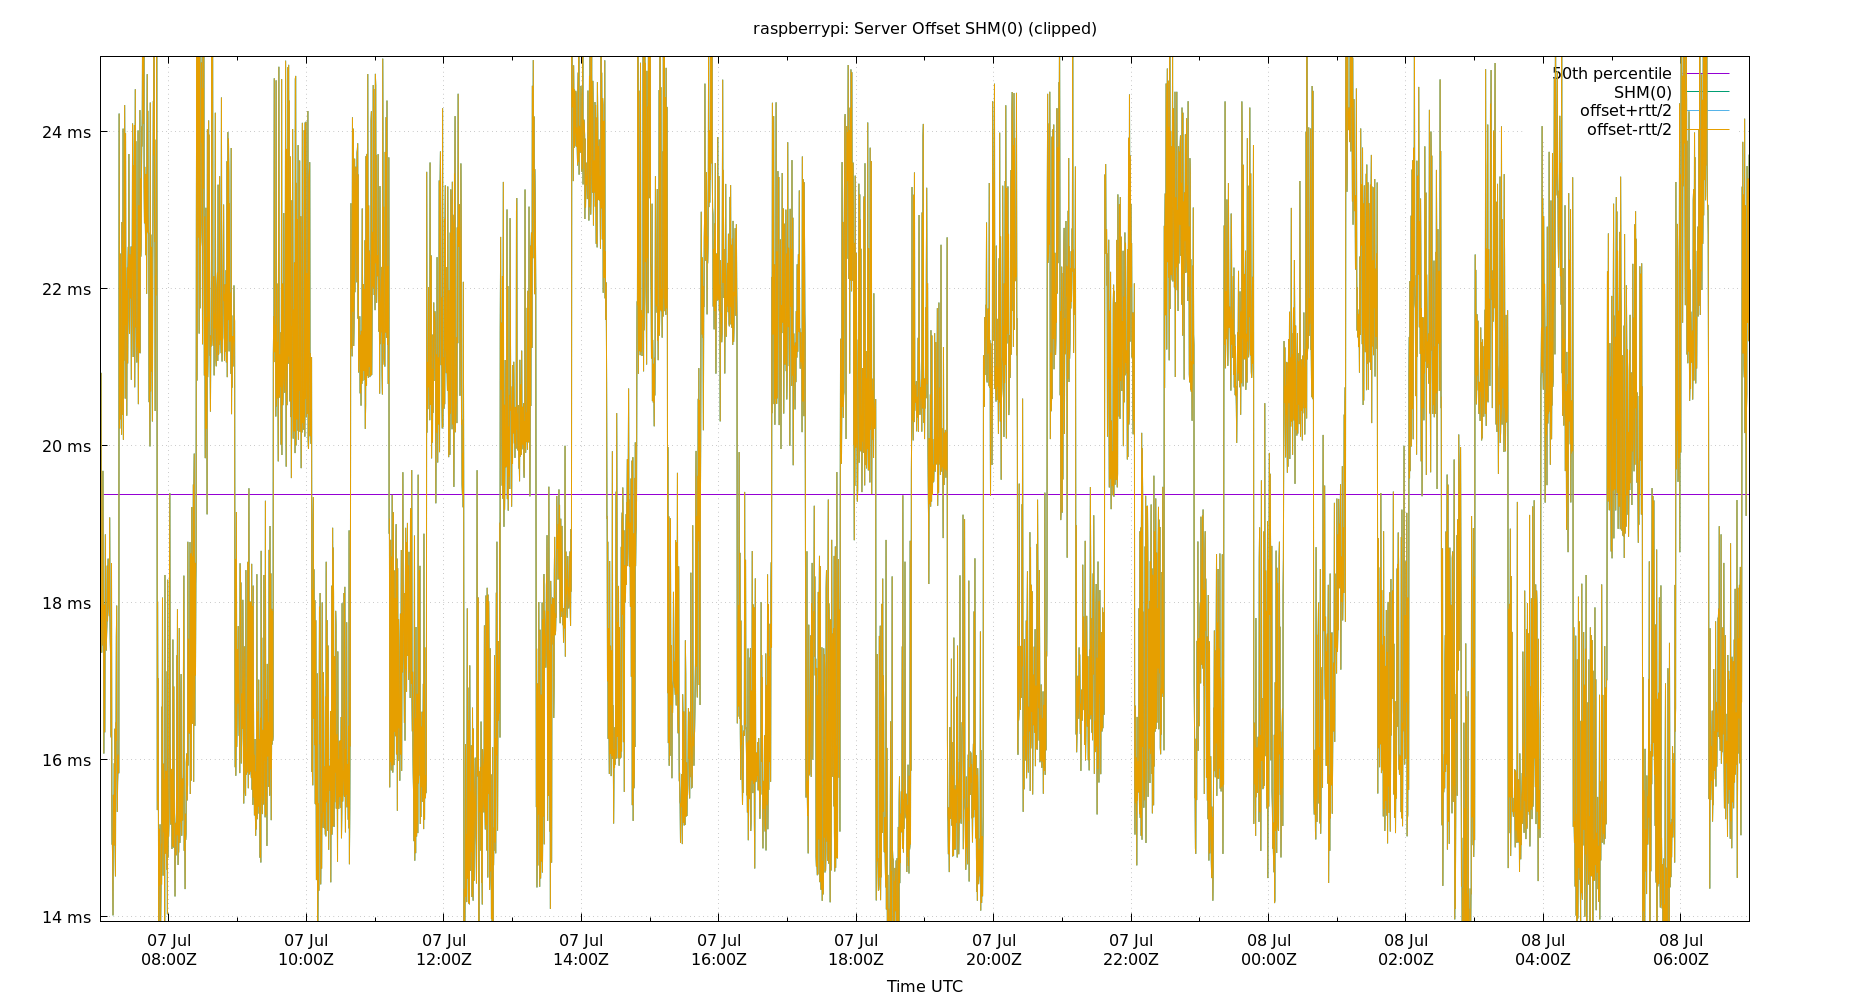 raspberrypi: Server Offset SHM(0) (clipped)
50th percentile
SHM(0)
offset+rtt/2
offset-rtt/2
24 ms
22 ms
20 ms
18 ms
16 ms
14 ms
07 Jul 07 Jul 07 Jul 07 Jul 07 Jul 07 Jul 07 Jul 07 Jul 08 Jul 08 Jul 08 Jul 08 Jul
08:00Z 10:00Z 12:00Z 14:00Z 16:00Z 18:00Z 20:00Z 22:00Z 00:00Z 02:00Z 04:00Z 06:00Z
Time UTC